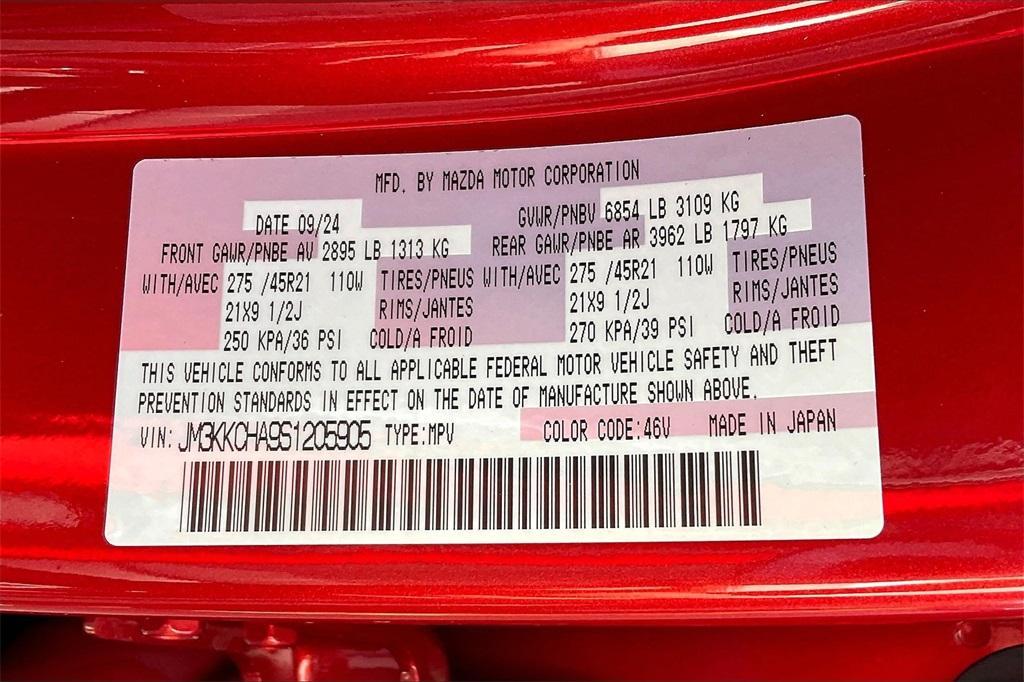 MFD. BY MAZDA MOTOR CORPORATION
DATE 09/24 GVWR/PNBV 6854 LB 3109 KG
FRONT GAWR/PNBE AV 2895 LB 1313 KG REAR GAWR/PNBE AR 3962 LB 1797 KG
WITH/AVEC 275 /45R21 110W TIRES/PNEUS WITH/AVEC 275 /45R21 110W TIRES/PNEUS
21X9 1/2J RIMS/JANTES 21X9 1/2J RIMS/JANTES
250 KPA/36 PSI COLD/A FROID 270 KPA/39 PSI COLD/A FROID
THIS VEHICLE CONFORMS TO ALL APPLICABLE FEDERAL MOTOR VEHICLE SAFETY AND THEFT
PREVENTION STANDARDS IN EFFECT ON THE DATE OF MANUFACTURE SHOWN ABOVE.
VIN: JM3KKCHA9S1205905 TYPE:MPV COLOR CODE:46V MADE IN JAPAN